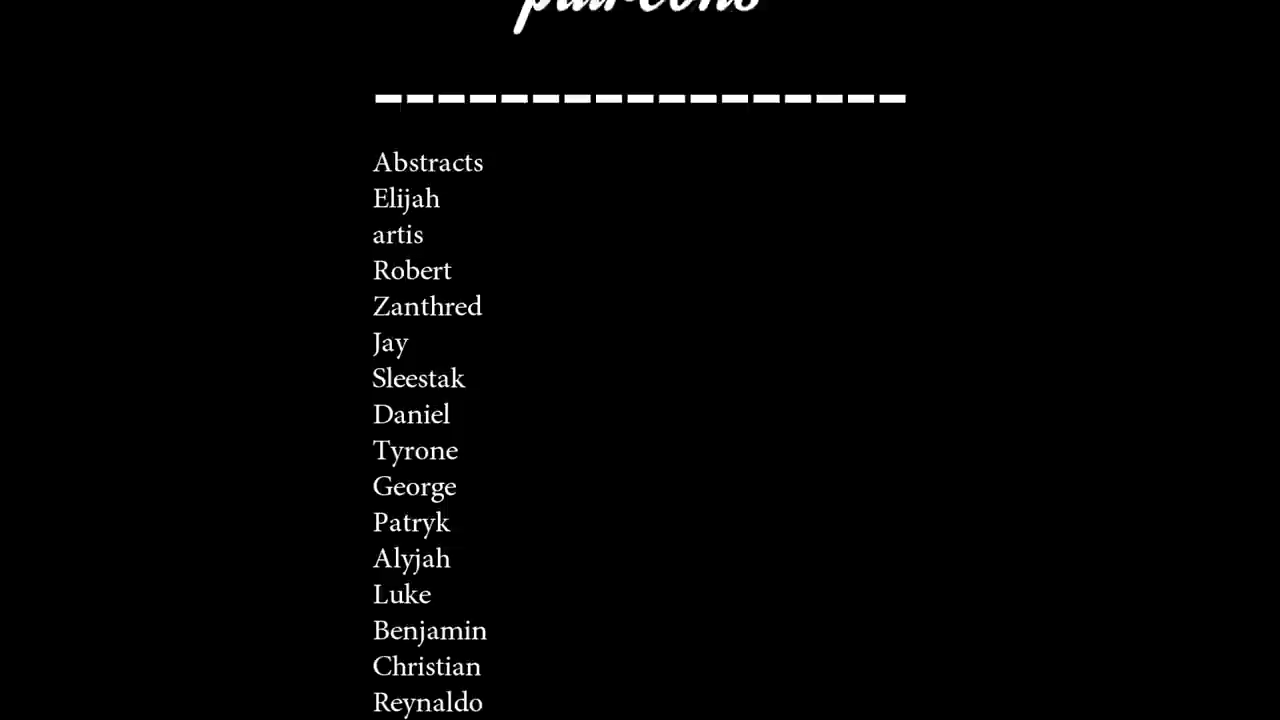 Abstracts
Elijah
artis
Robert
Zanthred
Jay
Sleestak
Daniel
Tyrone
George
Patryk
Alyjah
Luke
Benjamin
Christian
Reynaldo